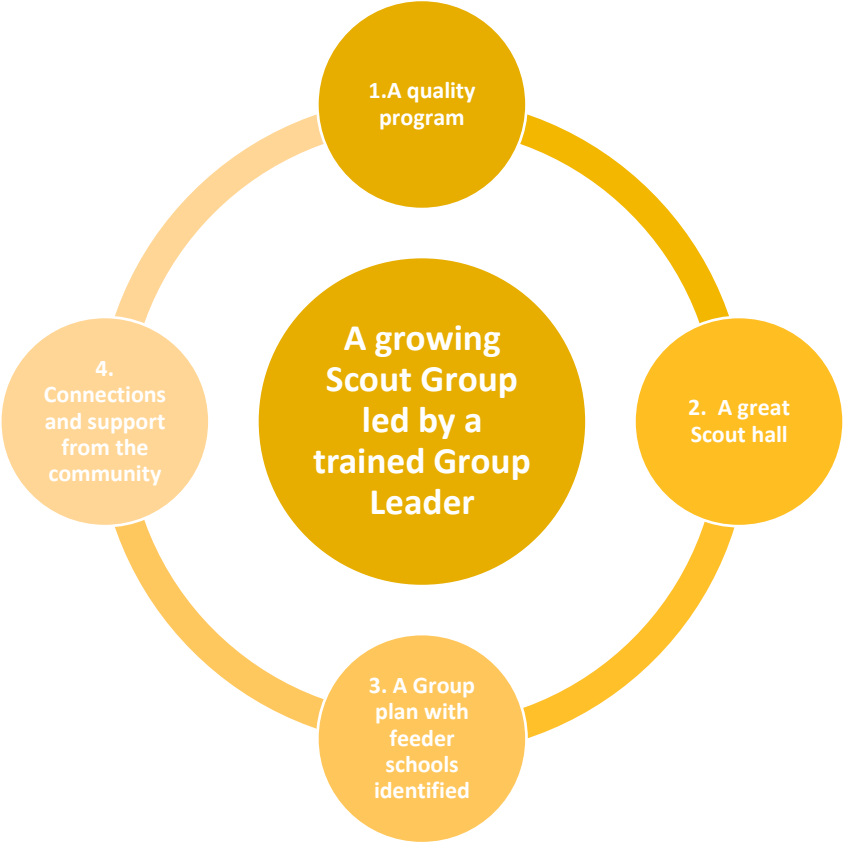 1.A quality
program
A growing
Scout Group
led by a
trained Group
Leader
2. A great
Scout hall
3. A Group
plan with
feeder
schools
identified
4.
Connections
and support
from the
community